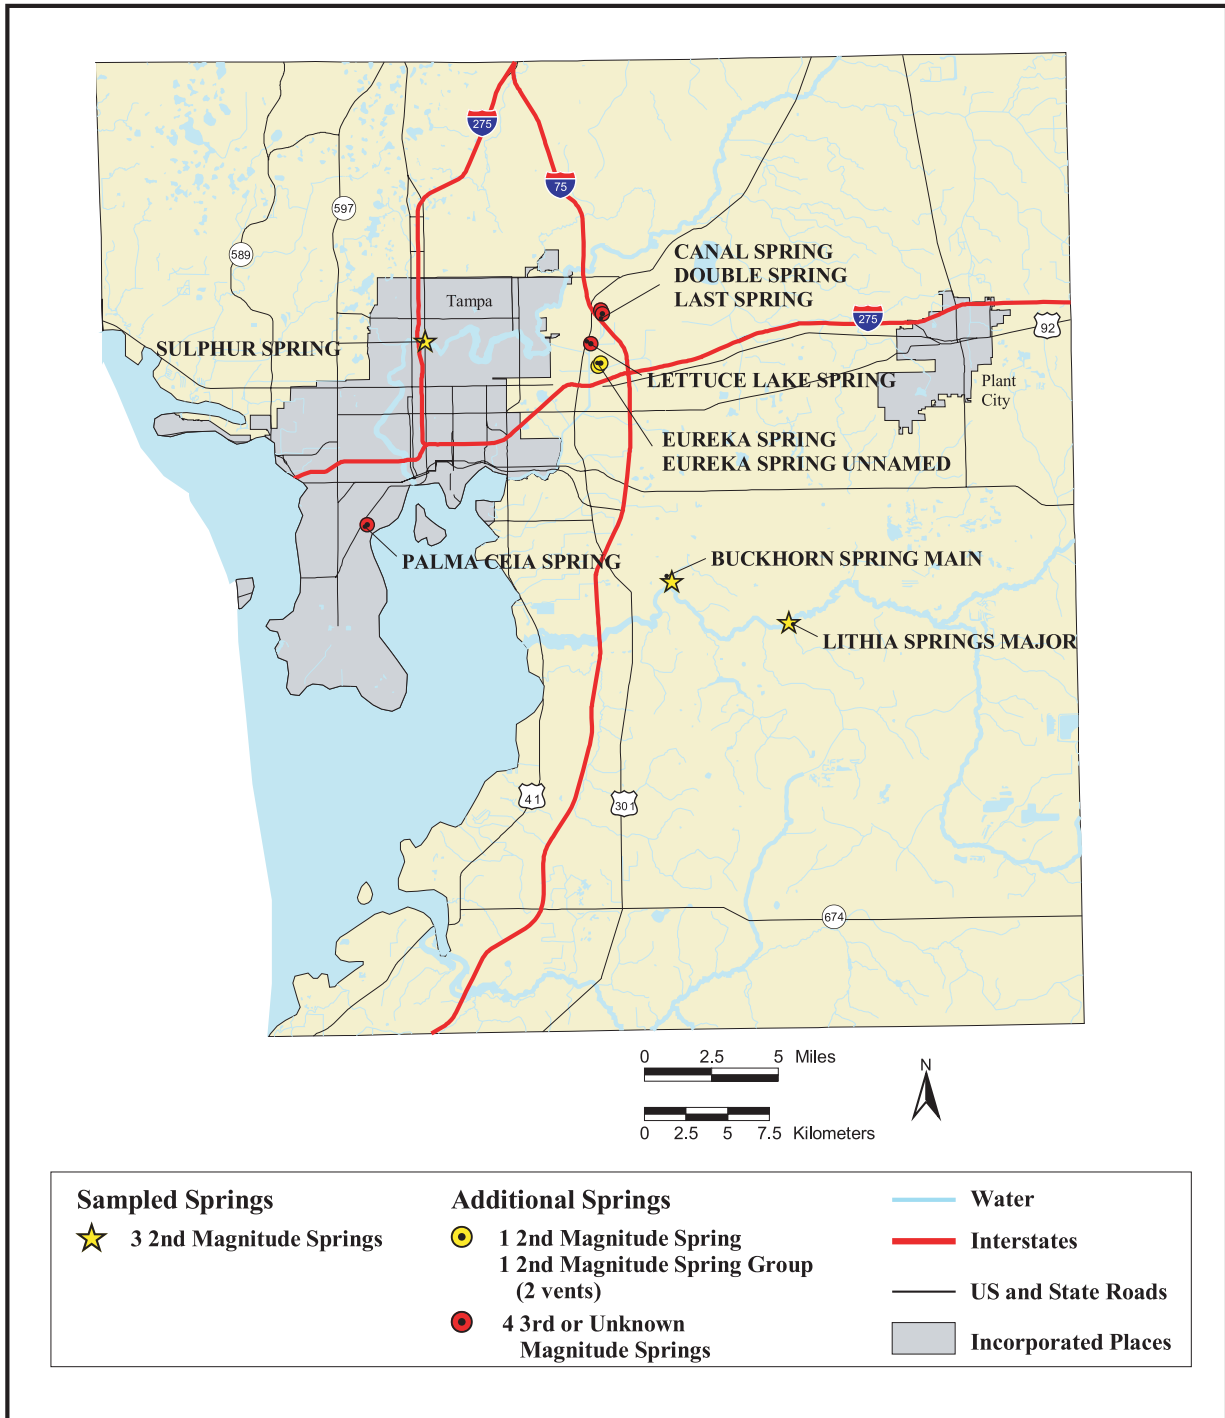 275
75
597
589
CANAL SPRING
DOUBLE SPRING
LAST SPRING
Tampa
275
92
SULPHUR SPRING
LETTUCE LAKE SPRING
Plant
City
EUREKA SPRING
EUREKA SPRING UNNAMED
PALMA CEIA SPRING
BUCKHORN SPRING MAIN
LITHIA SPRINGS MAJOR
41
301
674
0 2.5 5 Miles
N
0 2.5 5 7.5 Kilometers
Sampled Springs
3 2nd Magnitude Springs
Additional Springs
1 2nd Magnitude Spring
1 2nd Magnitude Spring Group
(2 vents)
4 3rd or Unknown
Magnitude Springs
Water
Interstates
US and State Roads
Incorporated Places